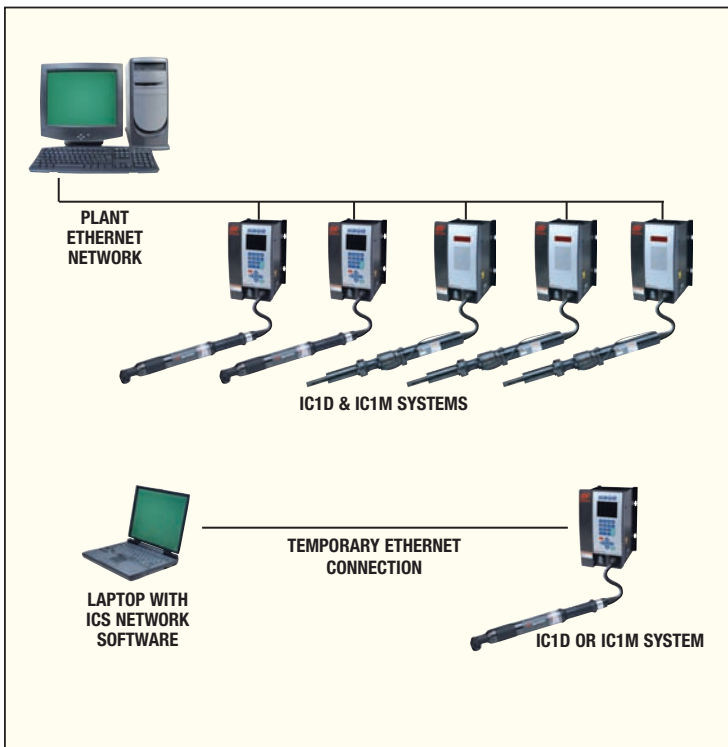 PLANT
ETHERNET
NETWORK
IC1D & IC1M SYSTEMS
TEMPORARY ETHERNET
CONNECTION
LAPTOP WITH
ICS NETWORK
SOFTWARE
IC1D OR IC1M SYSTEM